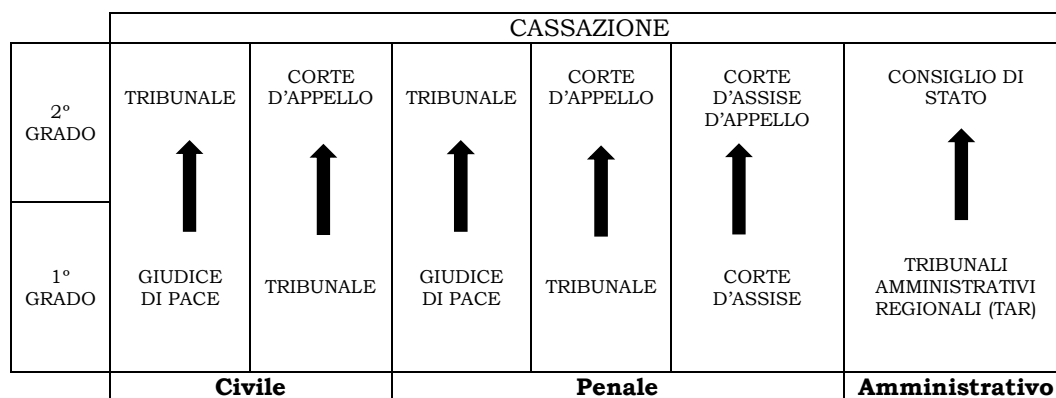 CASSAZIONE
2°
GRADO
TRIBUNALE
CORTE
D'APPELLO
TRIBUNALE
CORTE
D'APPELLO
CORTE
D'ASSISE
D'APPELLO
CONSIGLIO DI
STATO
1°
GRADO
GIUDICE
DI PACE
TRIBUNALE
GIUDICE
DI PACE
TRIBUNALE
CORTE
D'ASSISE
TRIBUNALI
AMMINISTRATIVI
REGIONALI (TAR)
Civile
Penale
Amministrativo